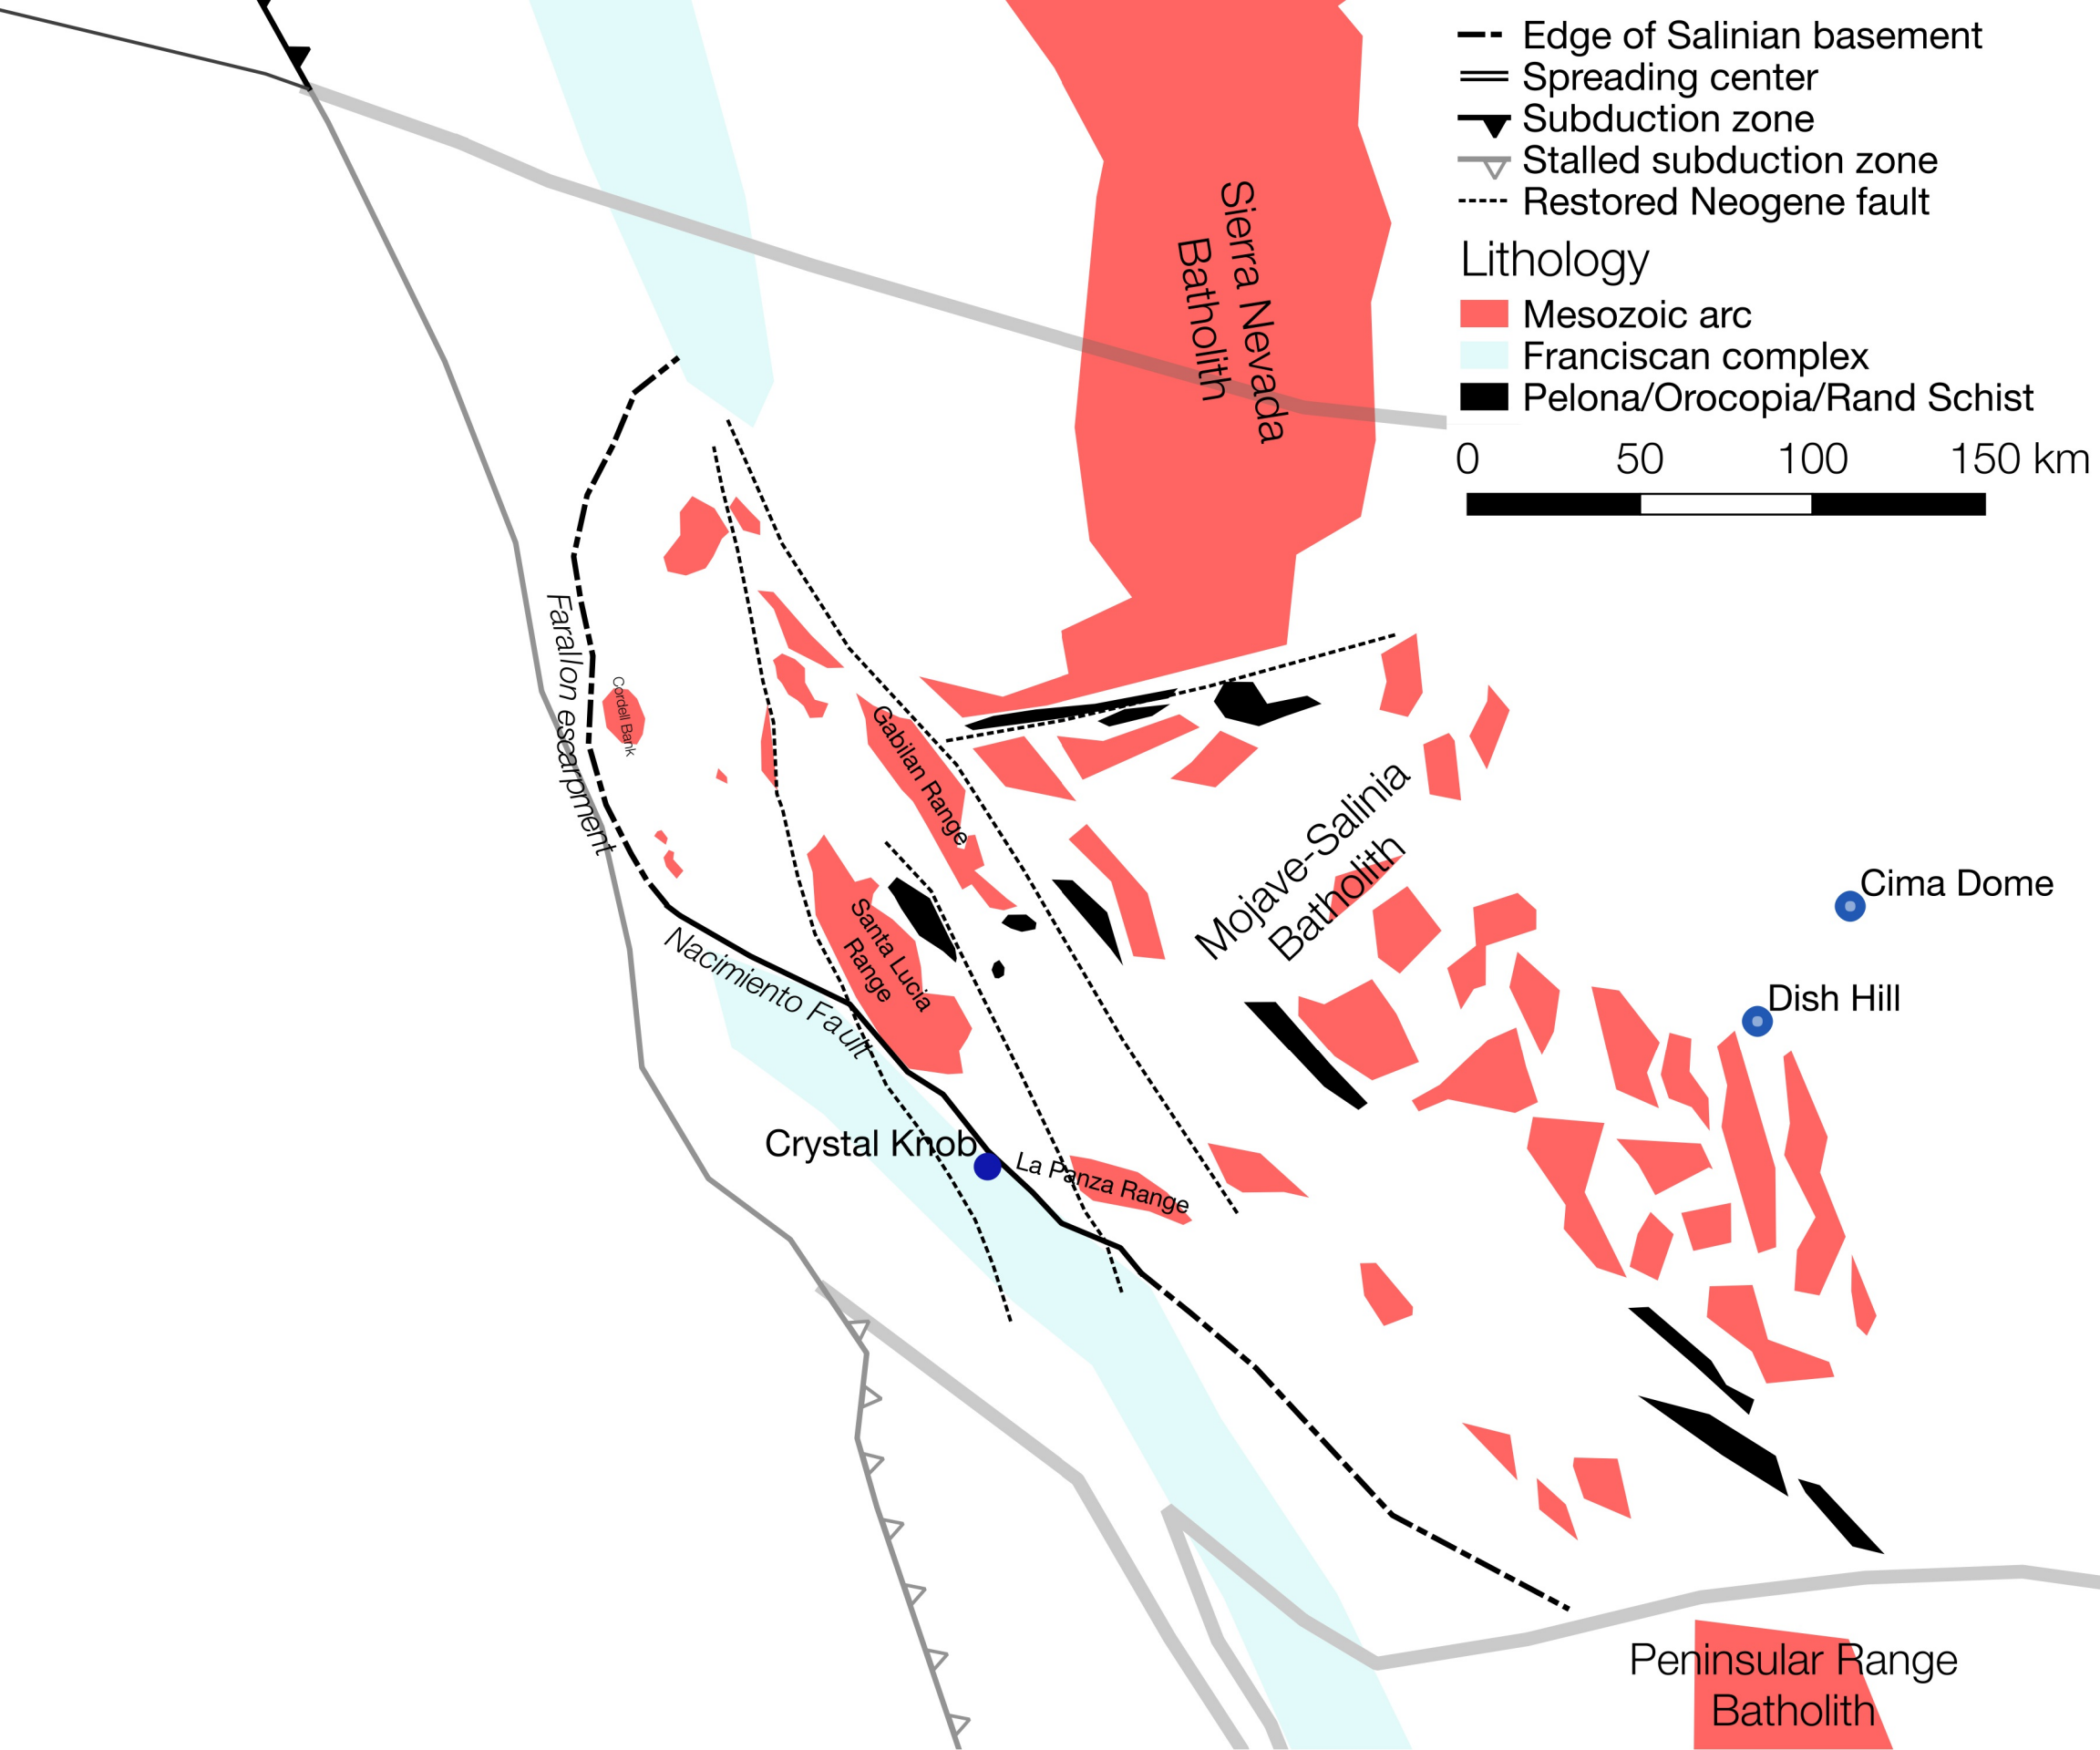 Edge of Salinian basement
Spreading center
Subduction zone
Stalled subduction zone
Restored Neogene fault
Lithology
Mesozoic arc
Franciscan complex
Pelona/Orocopia/Rand Schist
0 50 100 150 km
Sierra Nevada
Batholith
Farallon escarpment
Cordell Bank
Gabilan Range
Mojave-Salinia
Batholith
Cima Dome
Santa Lucia
Range
Nacimiento Fault
Dish Hill
Crystal Knob
La Panza Range
Peninsular Range
Batholith